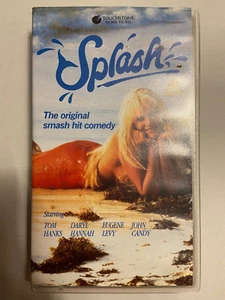 TOUCHSTONE
HOME VIDEO
Splash
The original
smash hit comedy
Starring
TOM HANKS
DARYL HANNAH
EUGENE LEVY
JOHN CANDY